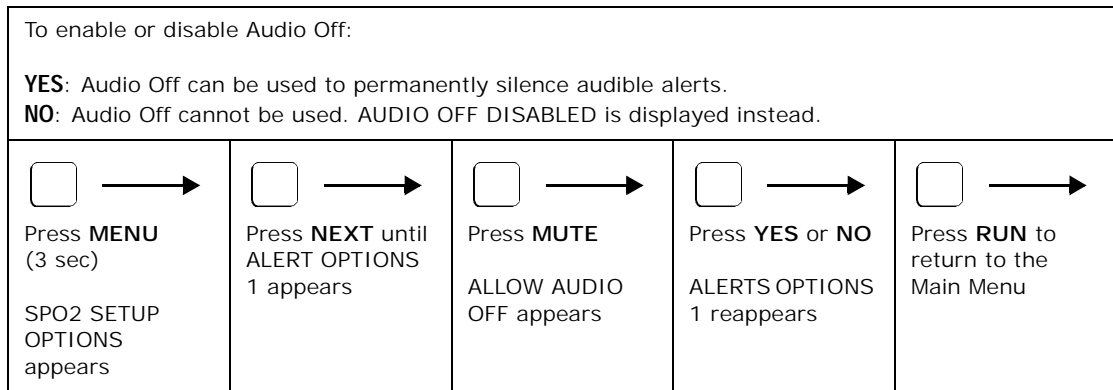 To enable or disable Audio Off:
YES: Audio Off can be used to permanently silence audible alerts.
NO: Audio Off cannot be used. AUDIO OFF DISABLED is displayed instead.
Press MENU
(3 sec)
SPO2 SETUP
OPTIONS
appears
Press NEXT until
ALERT OPTIONS
1 appears
Press MUTE
ALLOW AUDIO
OFF appears
Press YES or NO
ALERTS OPTIONS
1 reappears
Press RUN to
return to the
Main Menu